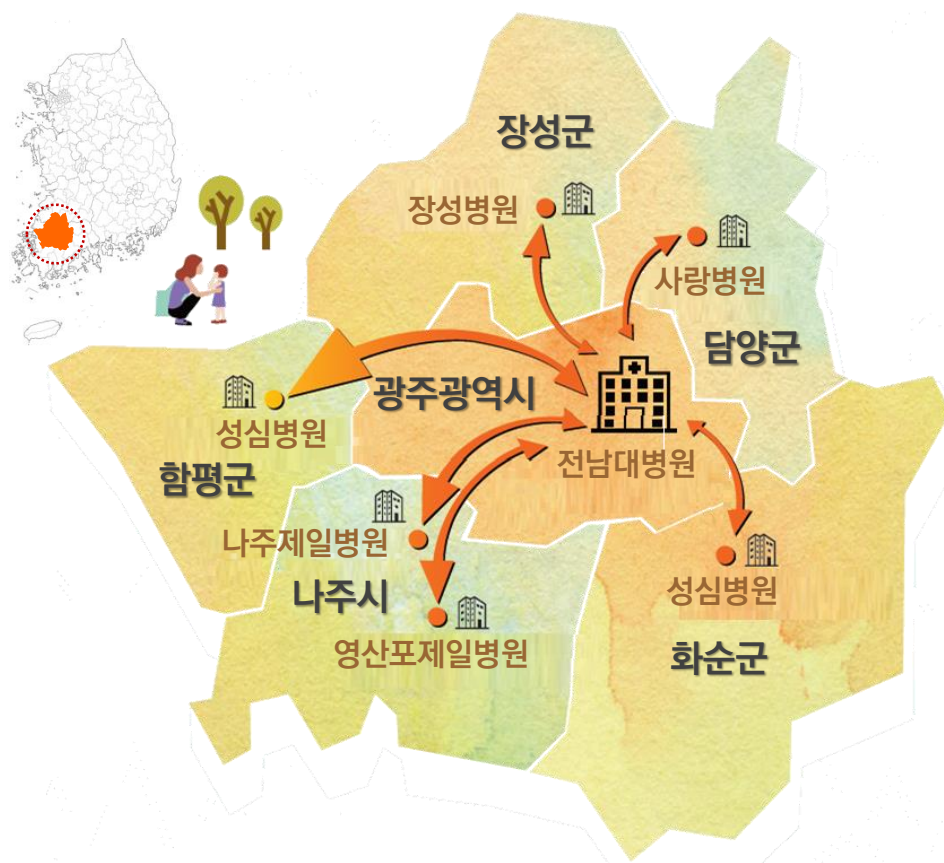 장성군
장성병원
사랑병원
담양군
광주광역시
성심병원
전남대병원
함평군
나주제일병원
나주시
성심병원
영산포제일병원
화순군